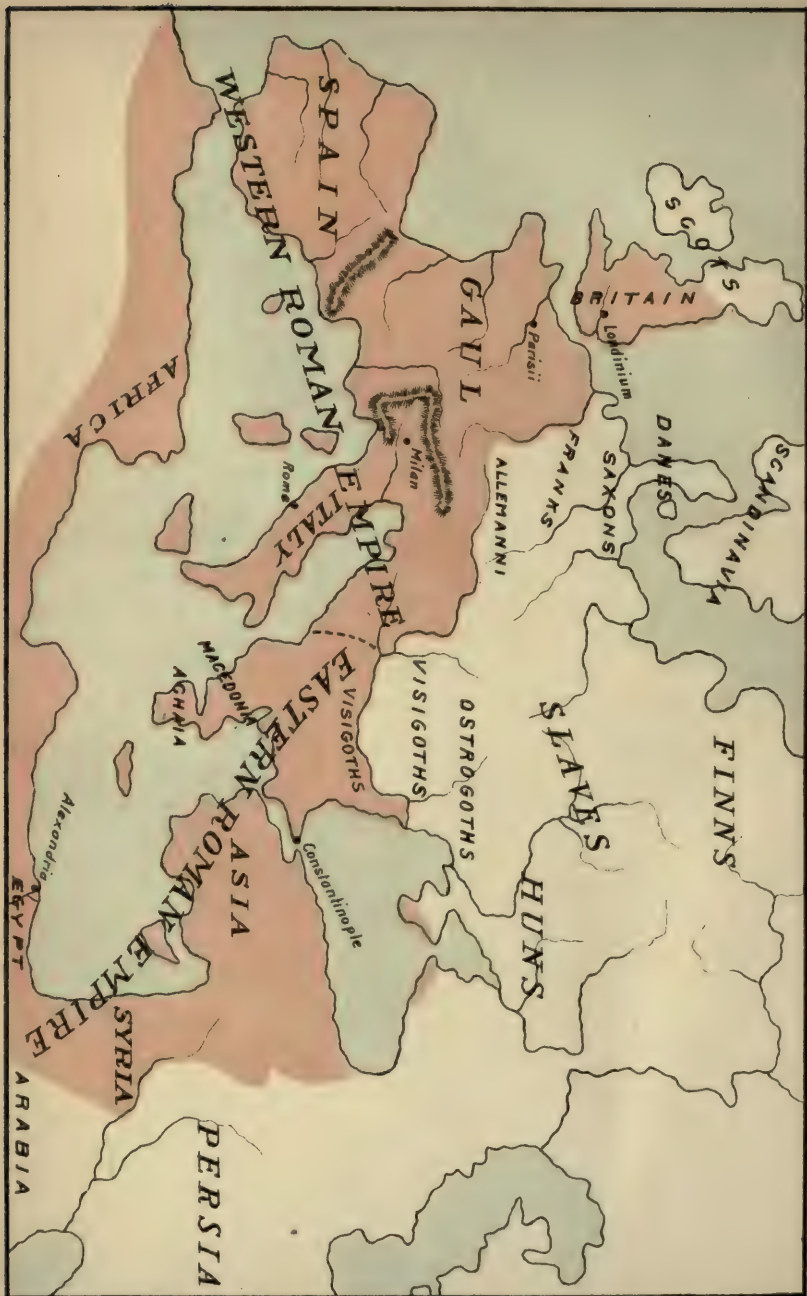 SCOTS
SCANDINAVIA
FINNS
BRITAIN
DANES
Londinium
SAXONS
FRANKS
SLAVES
Parisii
HUNS
GAUL
ALLEMANNI
OSTROGOTHS
VISIGOTHS
Milan
VISIGOTHS
SPAIN
WESTERN ROMAN EMPIRE
ITALY
Rome
Constantinople
EASTERN ROMAN EMPIRE
MACEDONIA
ACHAIA
ASIA
PERSIA
AFRICA
SYRIA
Alexandria
EGYPT
ARABIA